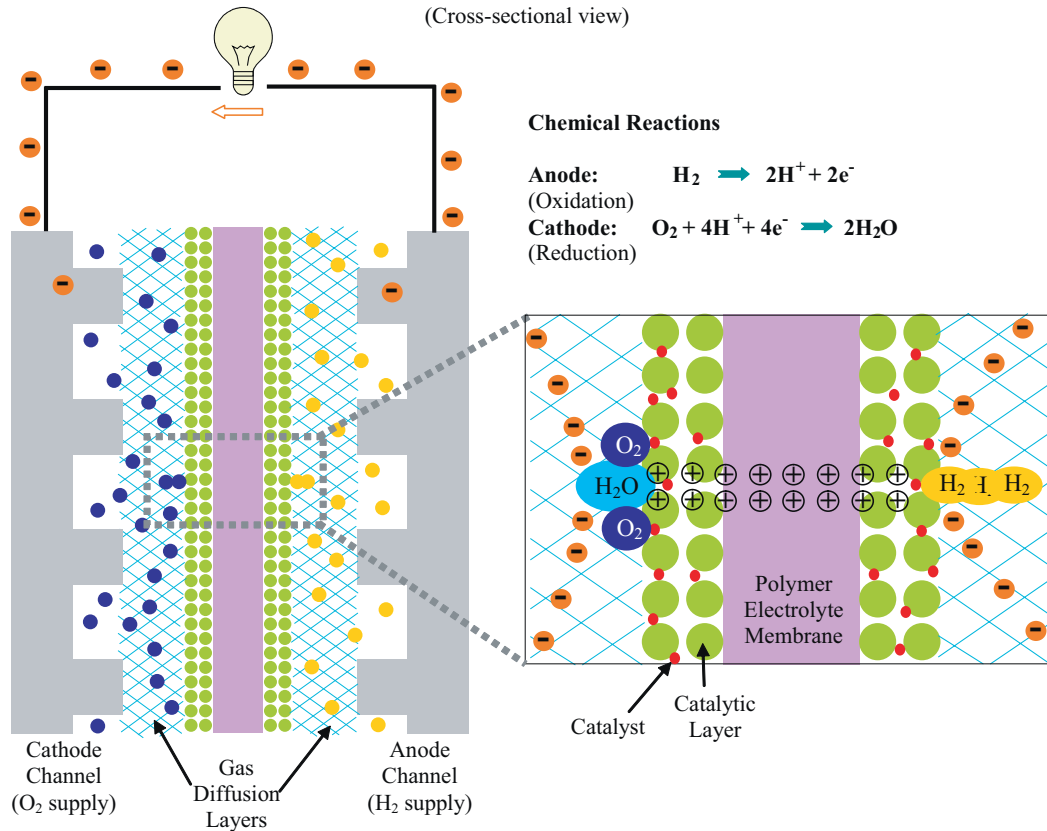 (Cross-sectional view)
Chemical Reactions
Anode: H₂ ➡ 2H⁺ + 2e⁻
(Oxidation)
Cathode: O₂ + 4H⁺ + 4e⁻ ➡ 2H₂O
(Reduction)
O₂
H₂O
O₂
H₂ H H₂
Polymer
Electrolyte
Membrane
Catalyst
Catalytic
Layer
Cathode
Channel
(O₂ supply)
Gas
Diffusion
Layers
Anode
Channel
(H₂ supply)